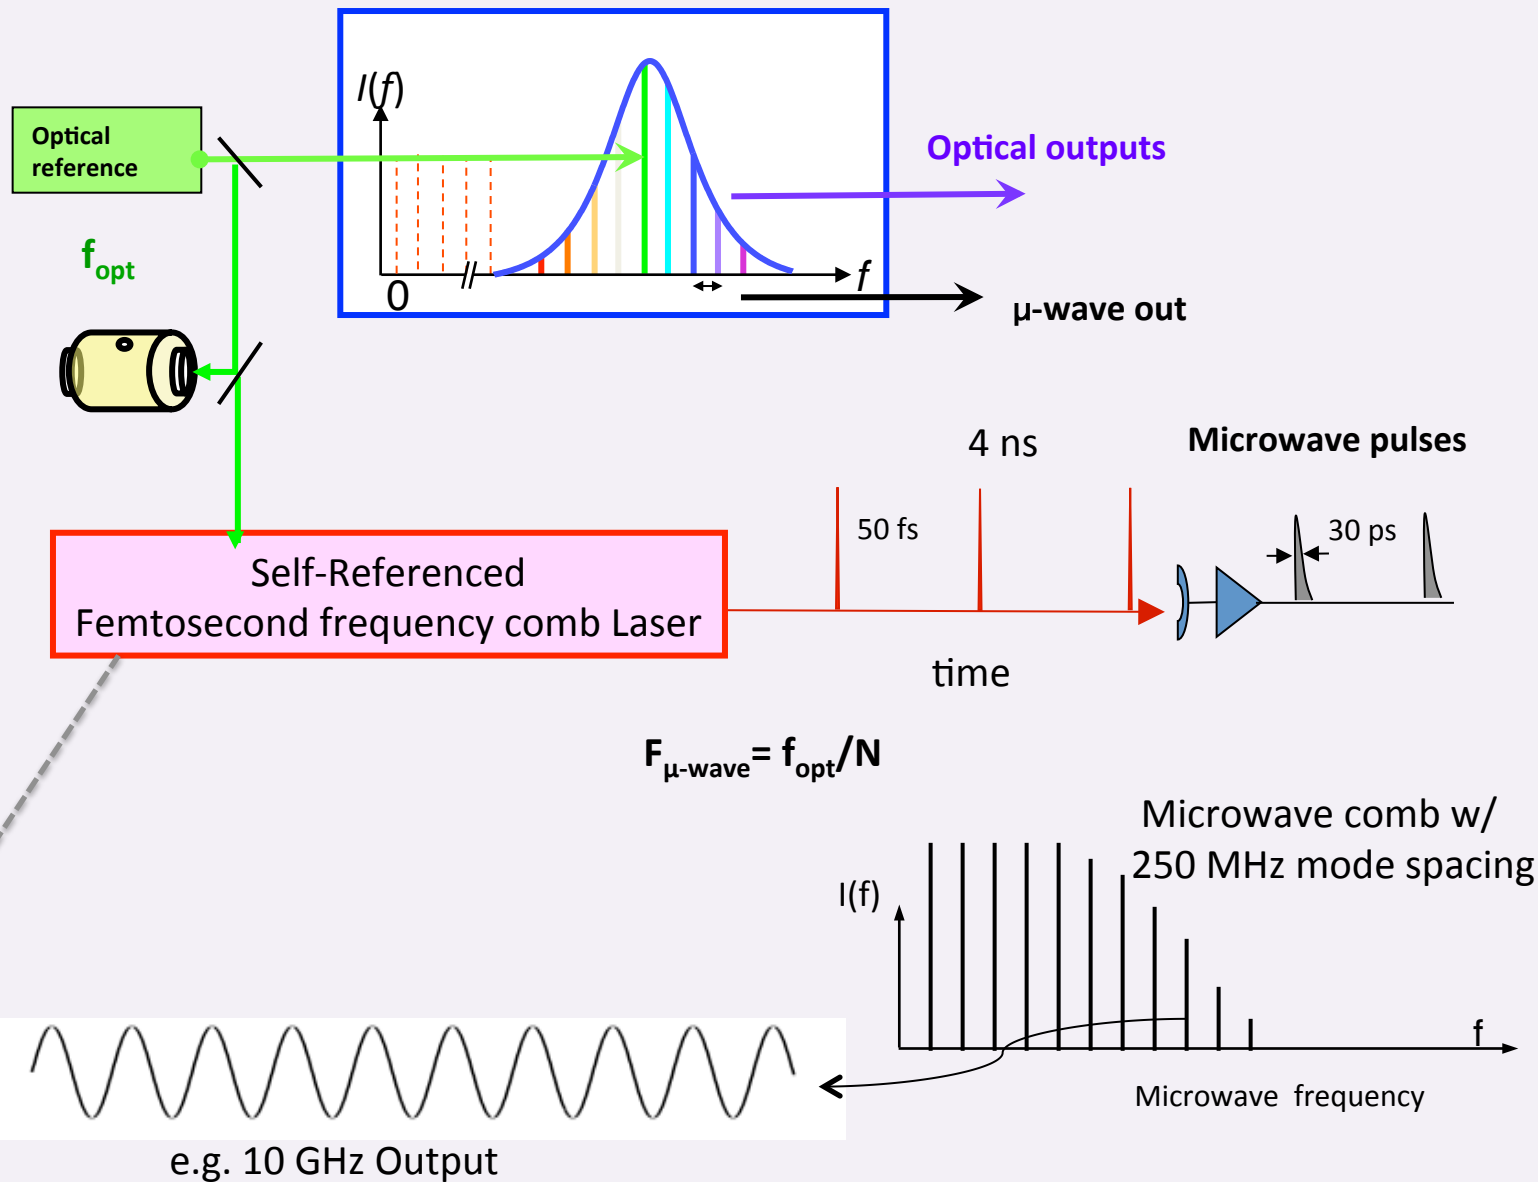 I(f)
Optical
reference
Optical outputs
f_opt
0
f
μ-wave out
4 ns
Microwave pulses
50 fs
30 ps
Self-Referenced
Femtosecond frequency comb Laser
time
F_μ-wave= f_opt/N
Microwave comb w/
250 MHz mode spacing
I(f)
f
Microwave frequency
e.g. 10 GHz Output